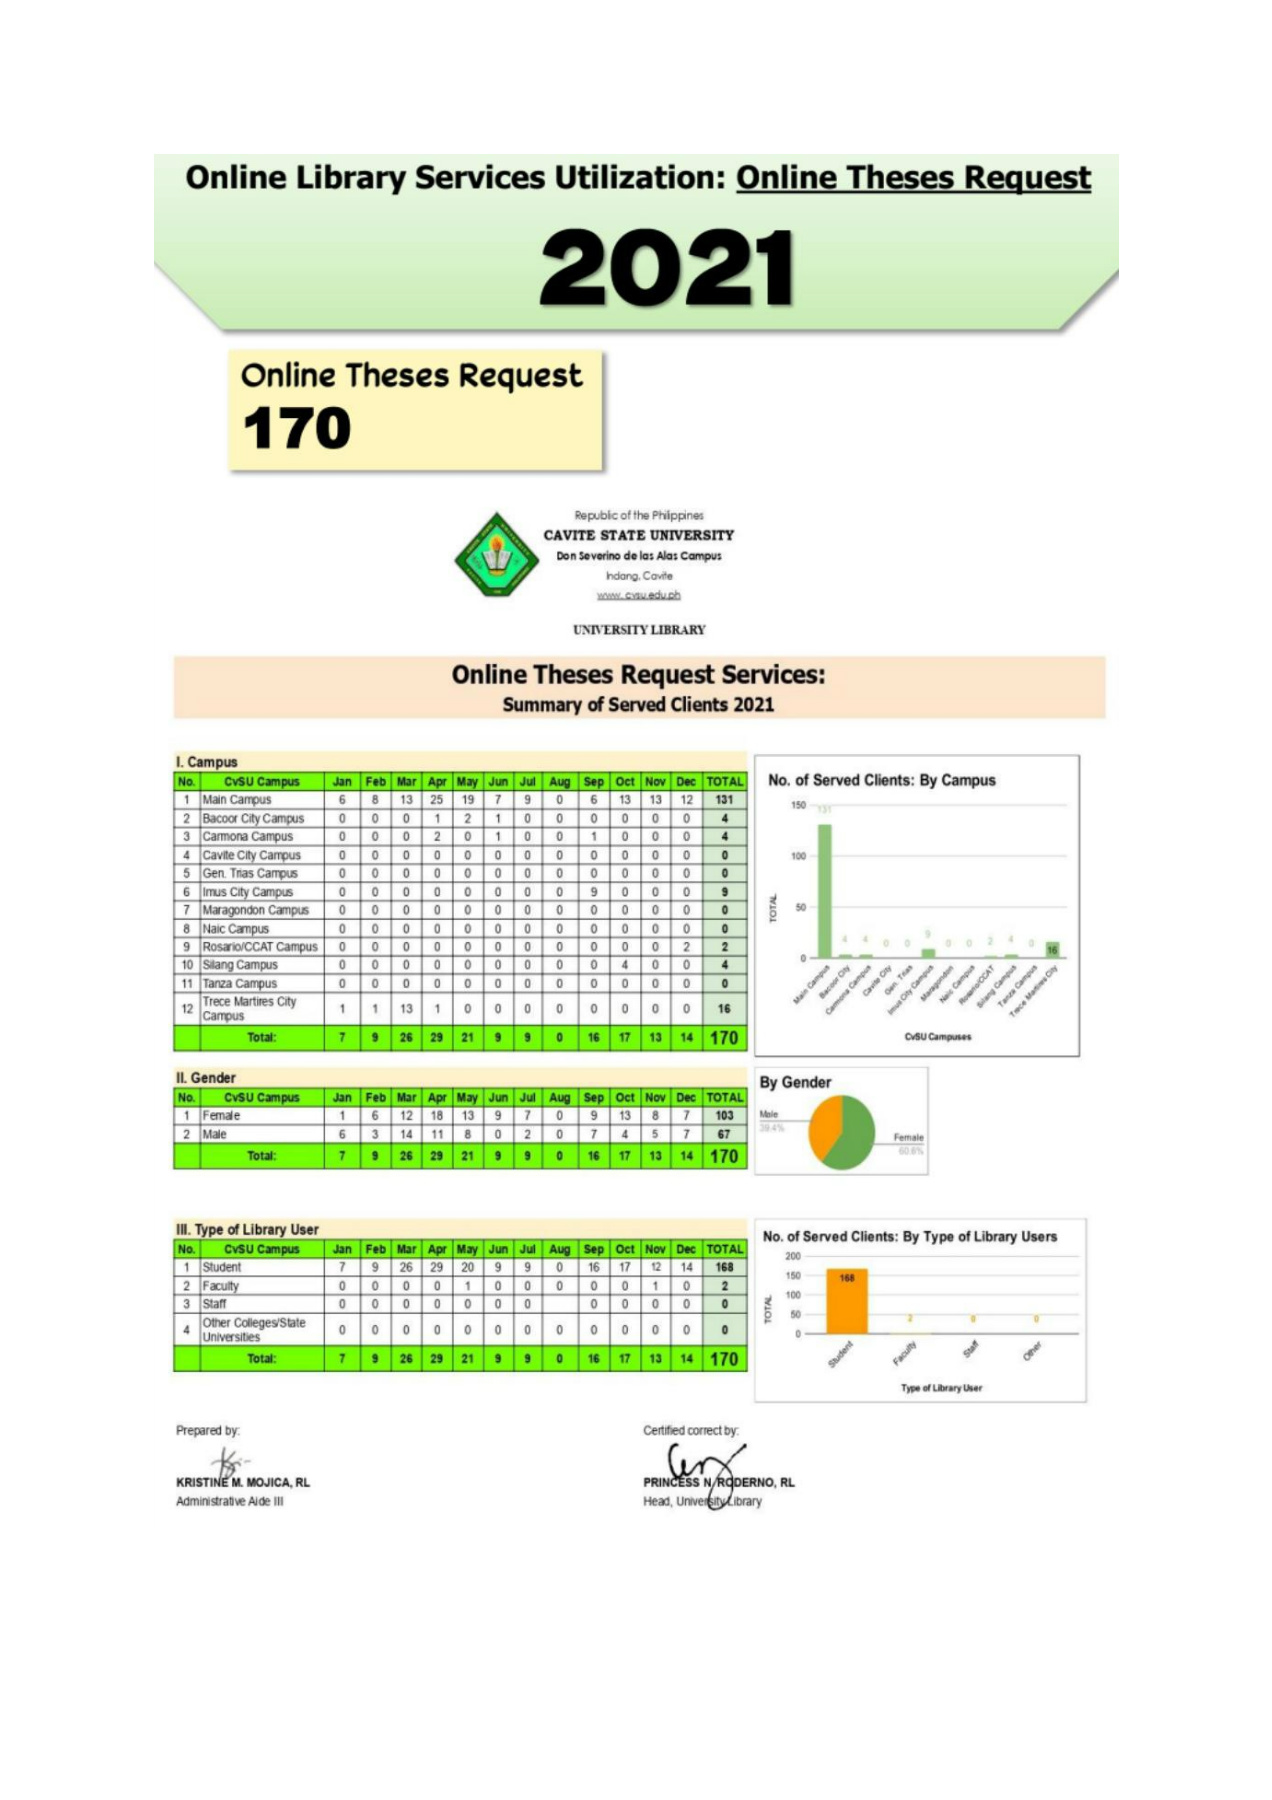 Online Library Services Utilization: Online Theses Request
2021
Online Theses Request
170
Republic of the Philippines
CAVITE STATE UNIVERSITY
Don Severino de las Alas Campus
Indang, Cavite
www.cvsu.edu.ph
UNIVERSITY LIBRARY
Online Theses Request Services:
Summary of Served Clients 2021
I. Campus
No. CvSU Campus Jan Feb Mar Apr May Jun Jul Aug Sep Oct Nov Dec TOTAL
1 Main Campus 6 8 13 25 19 7 9 0 6 13 13 12 131
2 Bacoor City Campus 0 0 0 1 2 1 0 0 0 0 0 0 4
3 Carmona Campus 0 0 0 2 0 1 0 0 1 0 0 0 4
4 Cavite City Campus 0 0 0 0 0 0 0 0 0 0 0 0 0
5 Gen. Trias Campus 0 0 0 0 0 0 0 0 0 0 0 0 0
6 Imus City Campus 0 0 0 0 0 0 0 0 9 0 0 0 9
7 Maragondon Campus 0 0 0 0 0 0 0 0 0 0 0 0 0
8 Naic Campus 0 0 0 0 0 0 0 0 0 0 0 0 0
9 Rosario/CCAT Campus 0 0 0 0 0 0 0 0 0 0 0 2 2
10 Silang Campus 0 0 0 0 0 0 0 0 0 4 0 0 4
11 Tanza Campus 0 0 0 0 0 0 0 0 0 0 0 0 0
12 Trece Martires City
Campus 1 1 13 1 0 0 0 0 0 0 0 0 16
Total: 7 9 26 29 21 9 9 0 16 17 13 14 170
No. of Served Clients: By Campus
150
100
50
0
TOTAL
131 4 4 0 0 9 0 0 2 4 0 16
Main Campus
Bacoor City
Carmona Campus
Cavite City
Gen. Trias
Imus City Campus
Maragondon
Naic Campus
Rosario/CCAT
Silang Campus
Tanza Campus
Trece Martires City
CvSU Campuses
II. Gender
No. CvSU Campus Jan Feb Mar Apr May Jun Jul Aug Sep Oct Nov Dec TOTAL
1 Female 1 6 12 18 13 9 7 0 9 13 8 7 103
2 Male 6 3 14 11 8 0 2 0 7 4 5 7 67
Total: 7 9 26 29 21 9 9 0 16 17 13 14 170
By Gender
Male
39.4%
Female
60.6%
III. Type of Library User
No. CvSU Campus Jan Feb Mar Apr May Jun Jul Aug Sep Oct Nov Dec TOTAL
1 Student 7 9 26 29 20 9 9 0 16 17 12 14 168
2 Faculty 0 0 0 0 1 0 0 0 0 0 1 0 2
3 Staff 0 0 0 0 0 0 0 0 0 0 0 0
4 Other Colleges/State
Universities 0 0 0 0 0 0 0 0 0 0 0 0 0
Total: 7 9 26 29 21 9 9 0 16 17 13 14 170
No. of Served Clients: By Type of Library Users
200
150
100
50
0
TOTAL
168 2 0 0
Student
Faculty
Staff
Other
Type of Library User
Prepared by:
KRISTINE M. MOJICA, RL
Administrative Aide III
Certified correct by:
PRINCESS N. RODERNO, RL
Head, University Library